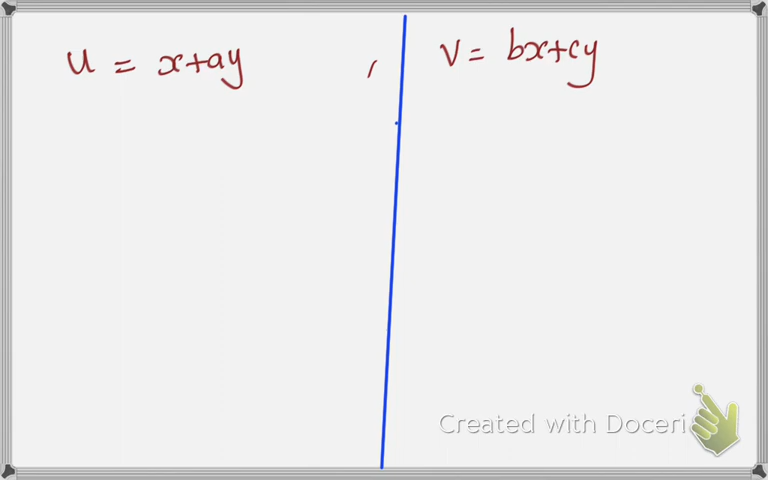 u = x+ay , v = bx+cy
Created with Doceri